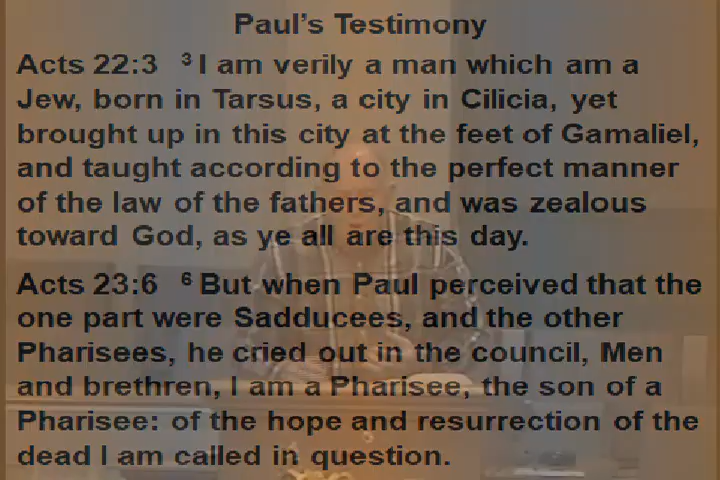 Paul's Testimony
Acts 22:3 ³ I am verily a man which am a
Jew, born in Tarsus, a city in Cilicia, yet
brought up in this city at the feet of Gamaliel,
and taught according to the perfect manner
of the law of the fathers, and was zealous
toward God, as ye all are this day.
Acts 23:6 ⁶ But when Paul perceived that the
one part were Sadducees, and the other
Pharisees, he cried out in the council, Men
and brethren, I am a Pharisee, the son of a
Pharisee: of the hope and resurrection of the
dead I am called in question.